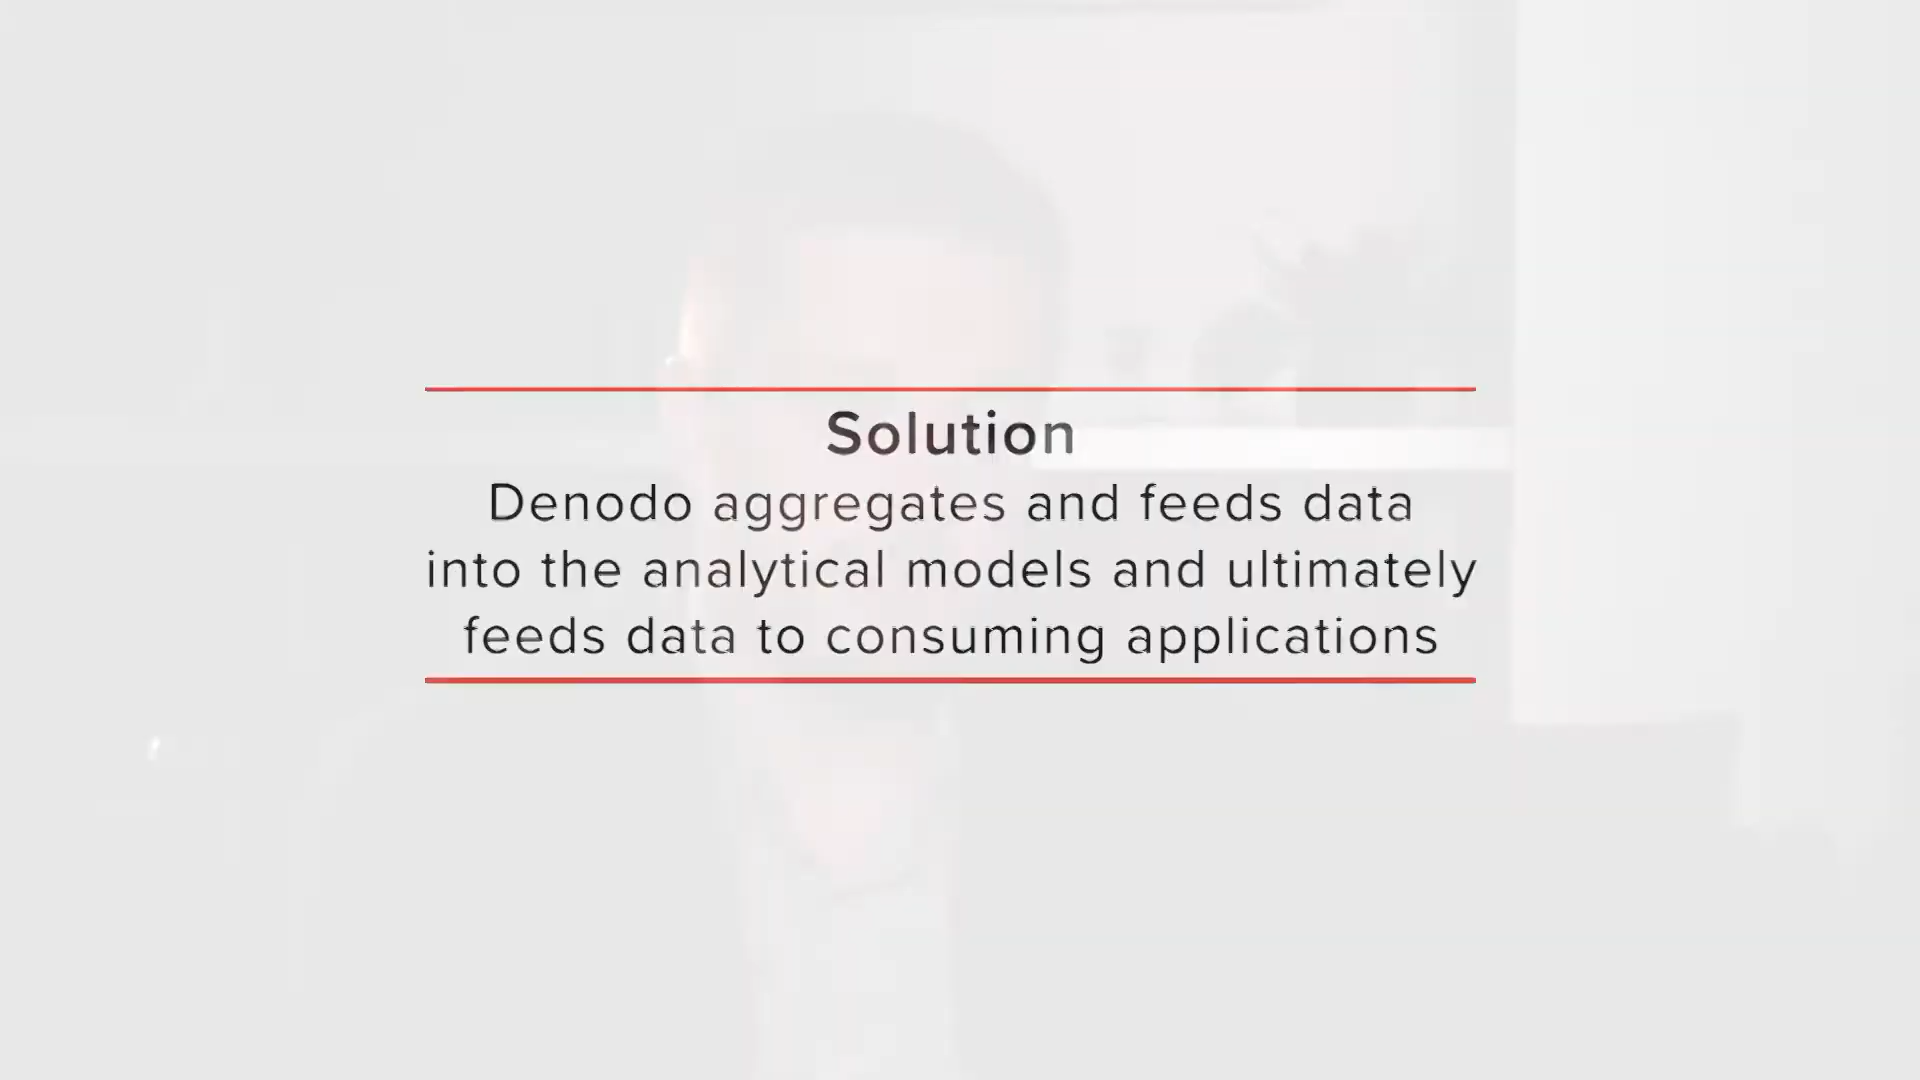 Solution
Denodo aggregates and feeds data
into the analytical models and ultimately
feeds data to consuming applications